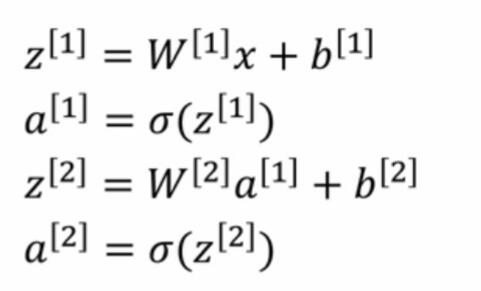 z^[1] = W^[1]x + b^[1]
a^[1] = σ(z^[1])
z^[2] = W^[2]a^[1] + b^[2]
a^[2] = σ(z^[2])